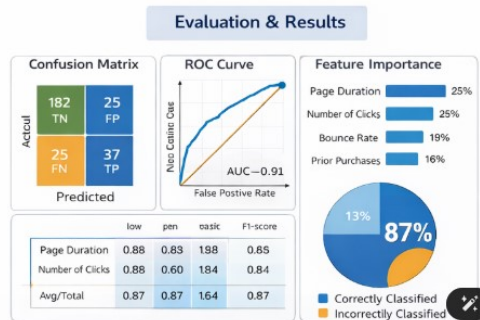 Evaluation & Results
Confusion Matrix
Actual
182
TN
25
FP
25
FN
37
TP
Predicted
ROC Curve
AUC−0.91
False Postive Rate
Feature Importance
Page Duration 25%
Number of Clicks 25%
Bounce Rate 19%
Prior Purchases 16%
low pen oasic F1-score
Page Duration 0.88 0.83 1.98 0.65
Number of Clicks 0.88 0.60 1.84 0.84
Avg/Total 0.87 0.87 1.64 0.87
13%
87%
Correctly Classified
Incorrectlly Classified